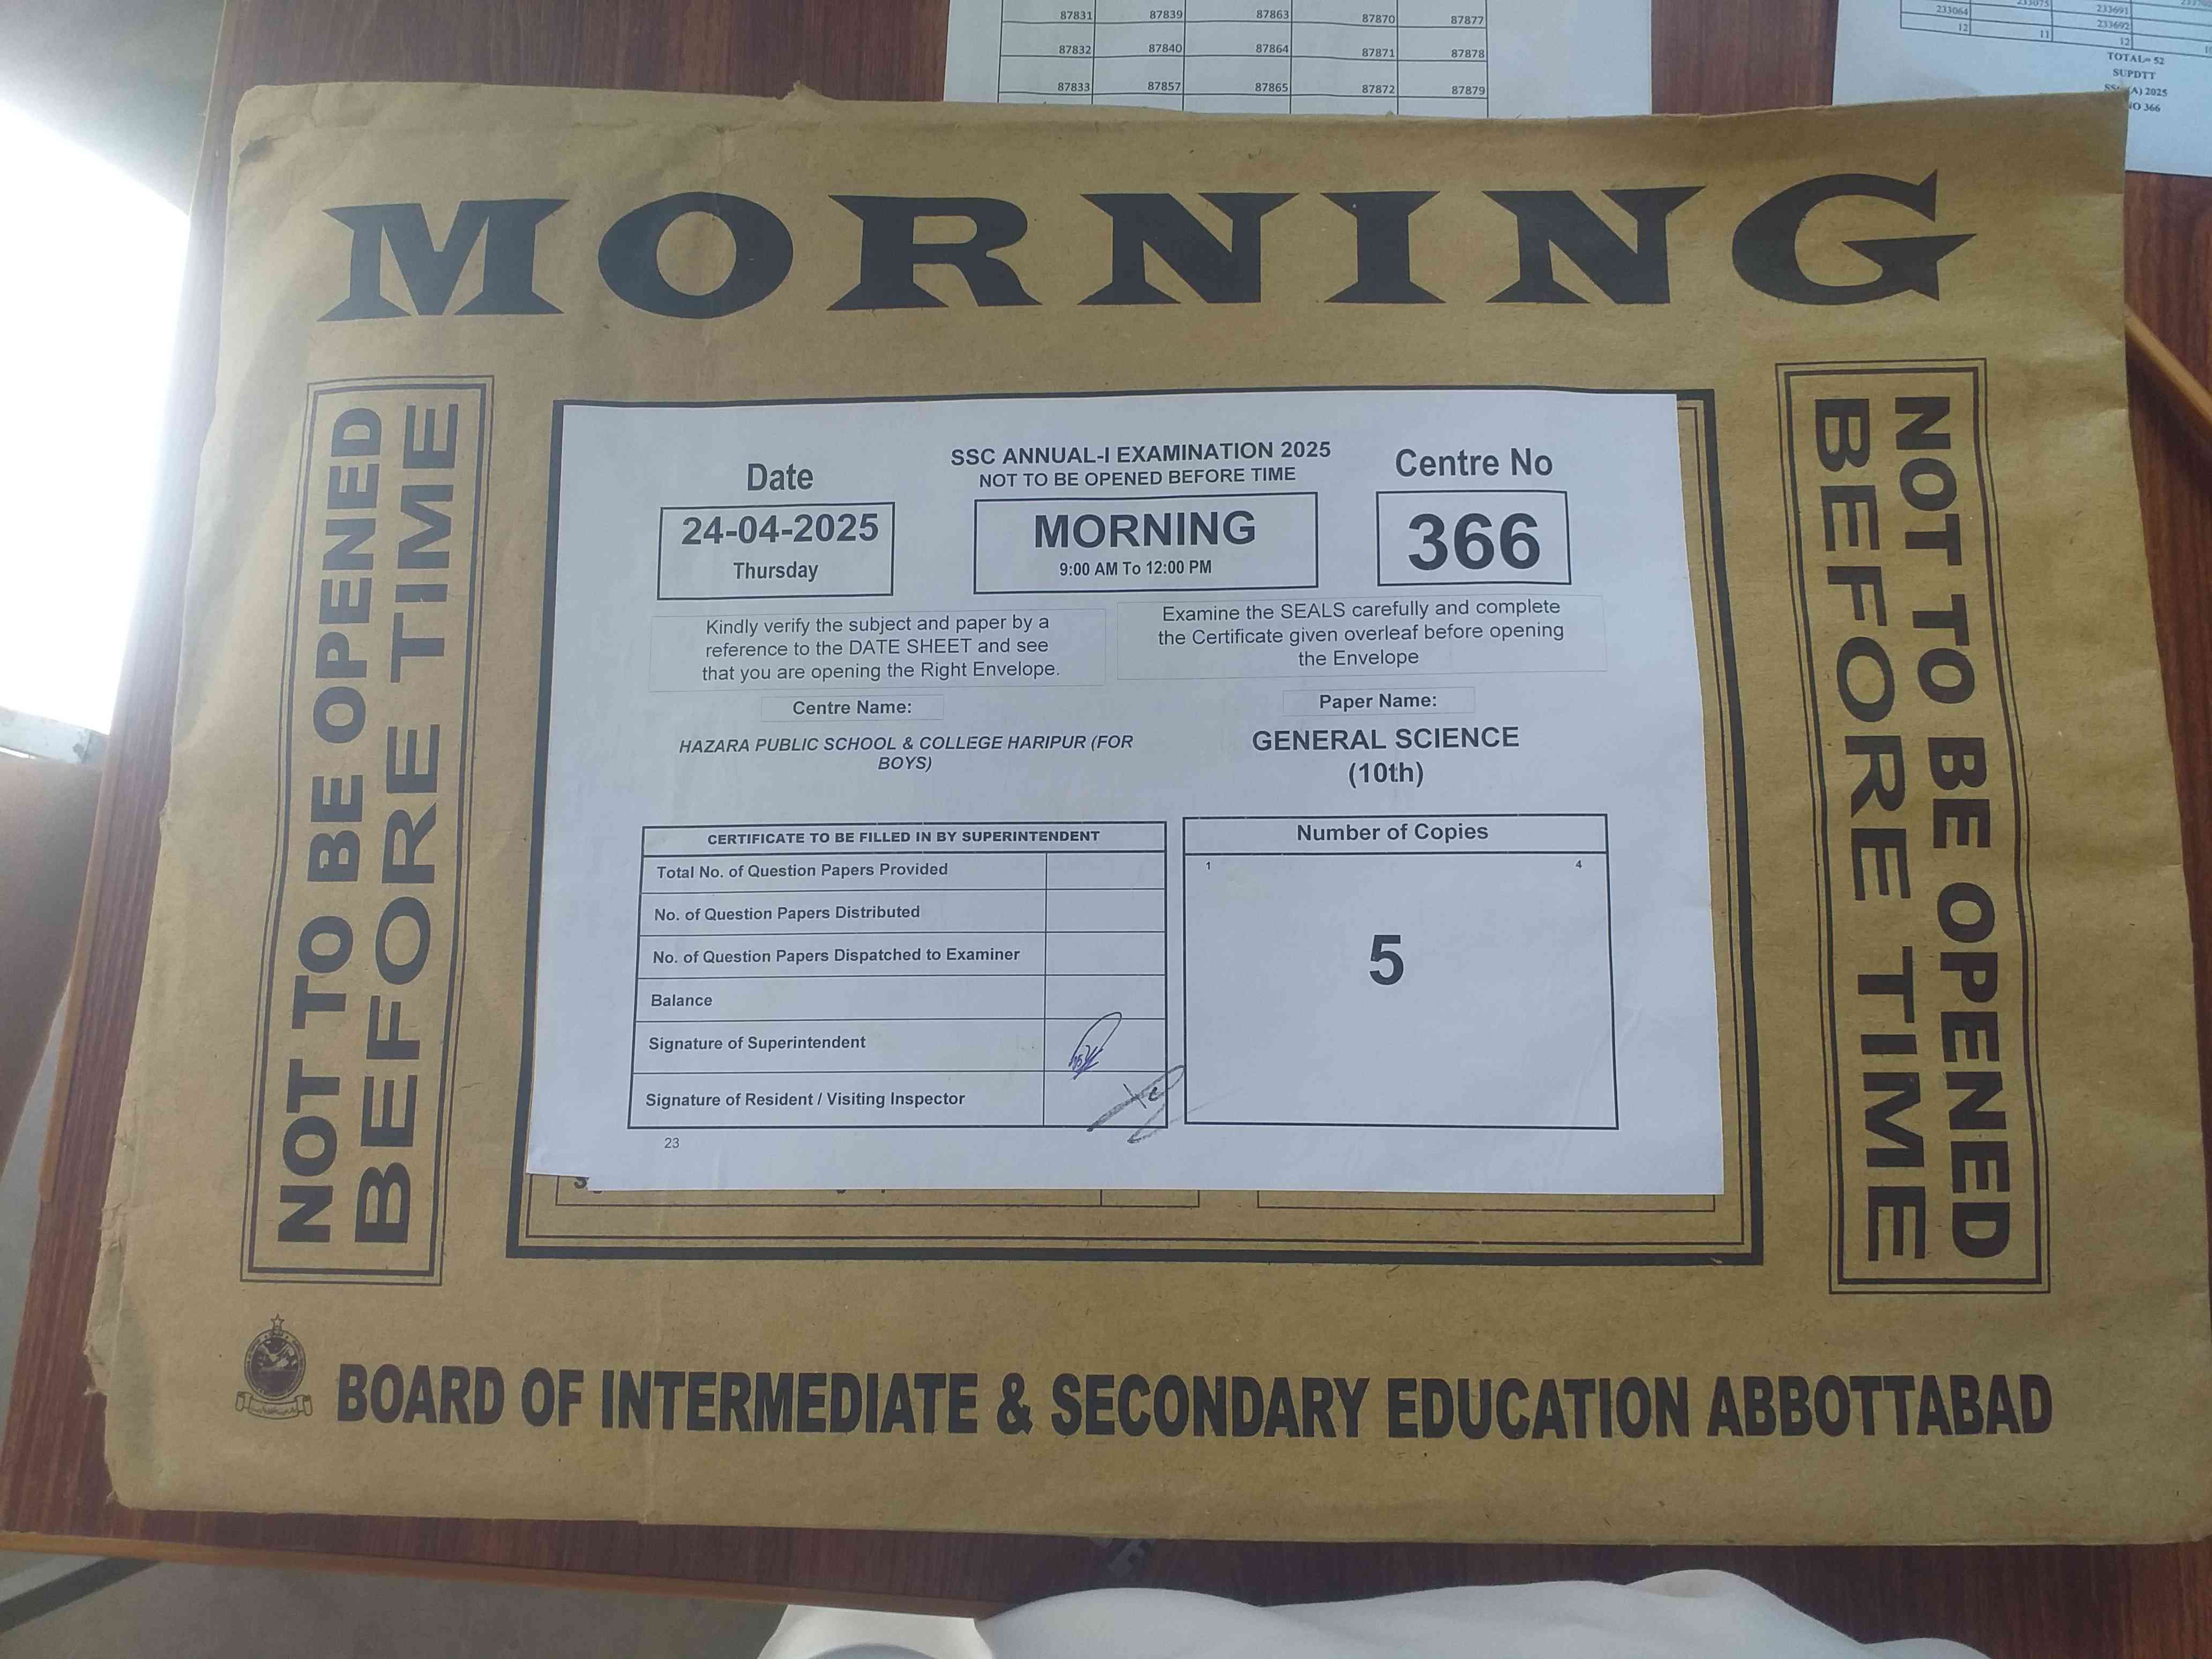 87831 87839 87863 87870 87877
87832 87840 87864 87871 87878
87833 87857 87865 87872 87879
233064 233075 233691
233692
12 11 12
TOTAL= 52
SUPDTT
(A) 2025
NO 366
MORNING
NOT TO BE OPENED
BEFORE TIME
SSC ANNUAL-I EXAMINATION 2025
NOT TO BE OPENED BEFORE TIME
Date
24-04-2025
Thursday
MORNING
9:00 AM To 12:00 PM
Centre No
366
Kindly verify the subject and paper by a
reference to the DATE SHEET and see
that you are opening the Right Envelope.
Examine the SEALS carefully and complete
the Certificate given overleaf before opening
the Envelope
Centre Name:
HAZARA PUBLIC SCHOOL & COLLEGE HARIPUR (FOR
BOYS)
Paper Name:
GENERAL SCIENCE
(10th)
CERTIFICATE TO BE FILLED IN BY SUPERINTENDENT
Total No. of Question Papers Provided
No. of Question Papers Distributed
No. of Question Papers Dispatched to Examiner
Balance
Signature of Superintendent
Signature of Resident / Visiting Inspector
23
Number of Copies
1 4
5
NOT TO BE OPENED
BEFORE TIME
BOARD OF INTERMEDIATE & SECONDARY EDUCATION ABBOTTABAD